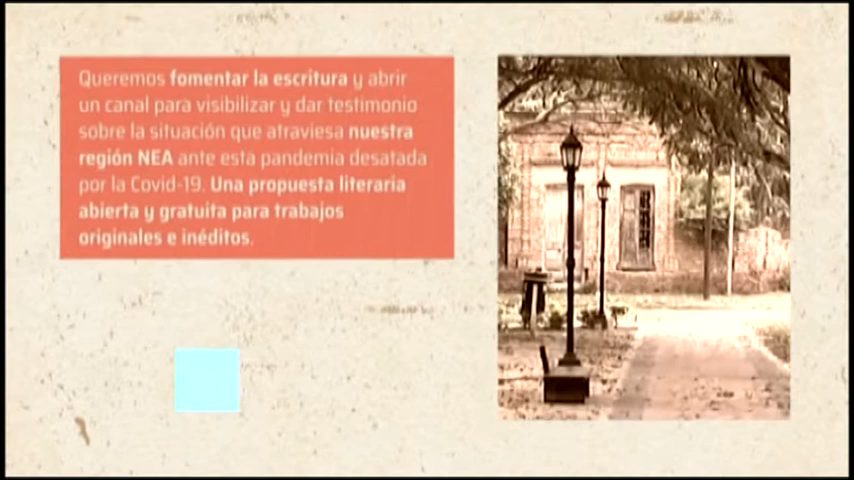 Queremos fomentar la escritura y abrir
un canal para visibilizar y dar testimonio
sobre la situación que atraviesa nuestra
región NEA ante esta pandemia desatada
por la Covid-19. Una propuesta literaria
abierta y gratuita para trabajos
originales e inéditos.